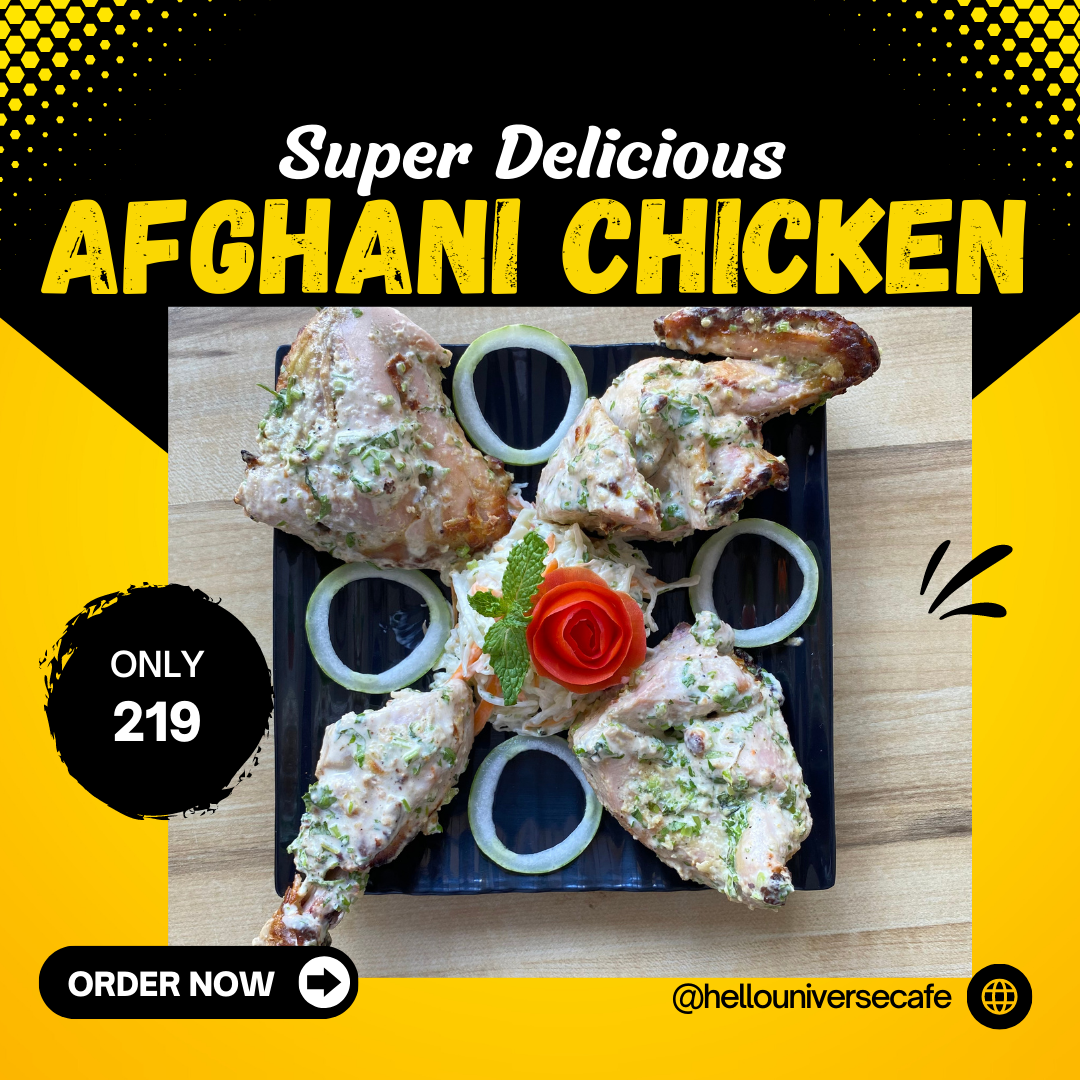 Super Delicious
AFGHANI CHICKEN
ONLY
219
ORDER NOW
@hellouniversecafe